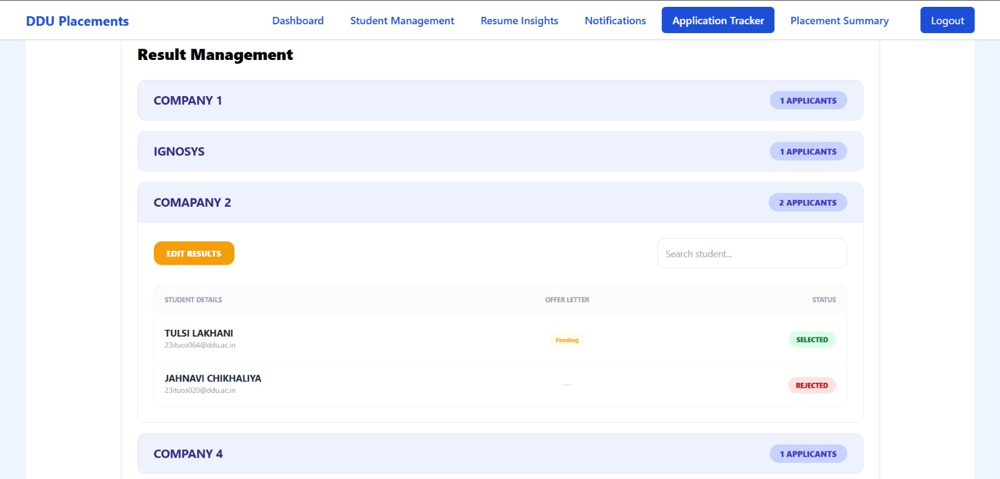 DDU Placements Dashboard Student Management Resume Insights Notifications Application Tracker Placement Summary Logout
Result Management
COMPANY 1 1 APPLICANTS
IGNOSYS 1 APPLICANTS
COMAPANY 2 2 APPLICANTS
EDIT RESULTS Search student...
STUDENT DETAILS OFFER LETTER STATUS
TULSI LAKHANI
23ituos064@ddu.ac.in
Pending SELECTED
JAHNAVI CHIKHALIYA
23ituos020@ddu.ac.in
— REJECTED
COMPANY 4 1 APPLICANTS